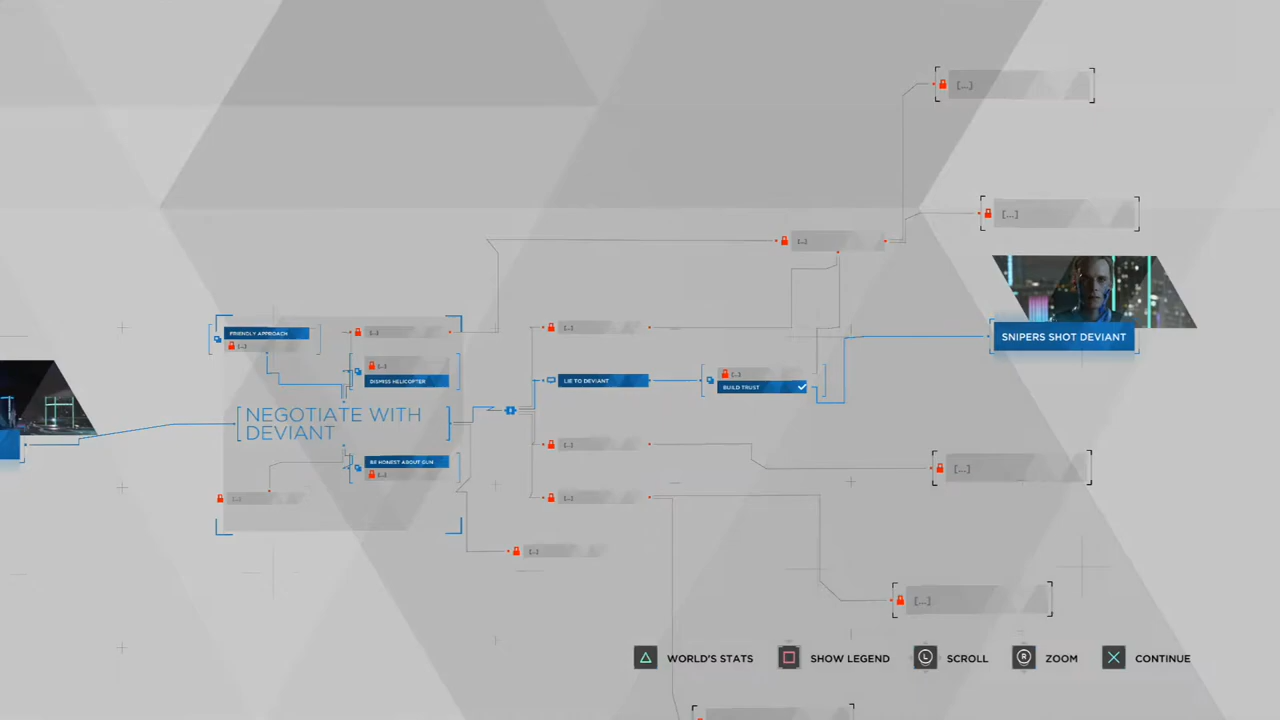 [...]
[...]
[...]
FRIENDLY APPROACH
[...]
[...]
[...]
DISMISS HELICOPTER
NEGOTIATE WITH
DEVIANT
BE HONEST ABOUT GUN
[...]
[...]
[...]
LIE TO DEVIANT
[...]
BUILD TRUST
SNIPERS SHOT DEVIANT
[...]
[...]
[...]
[...]
[...]
WORLD'S STATS
SHOW LEGEND
L
SCROLL
R
ZOOM
CONTINUE